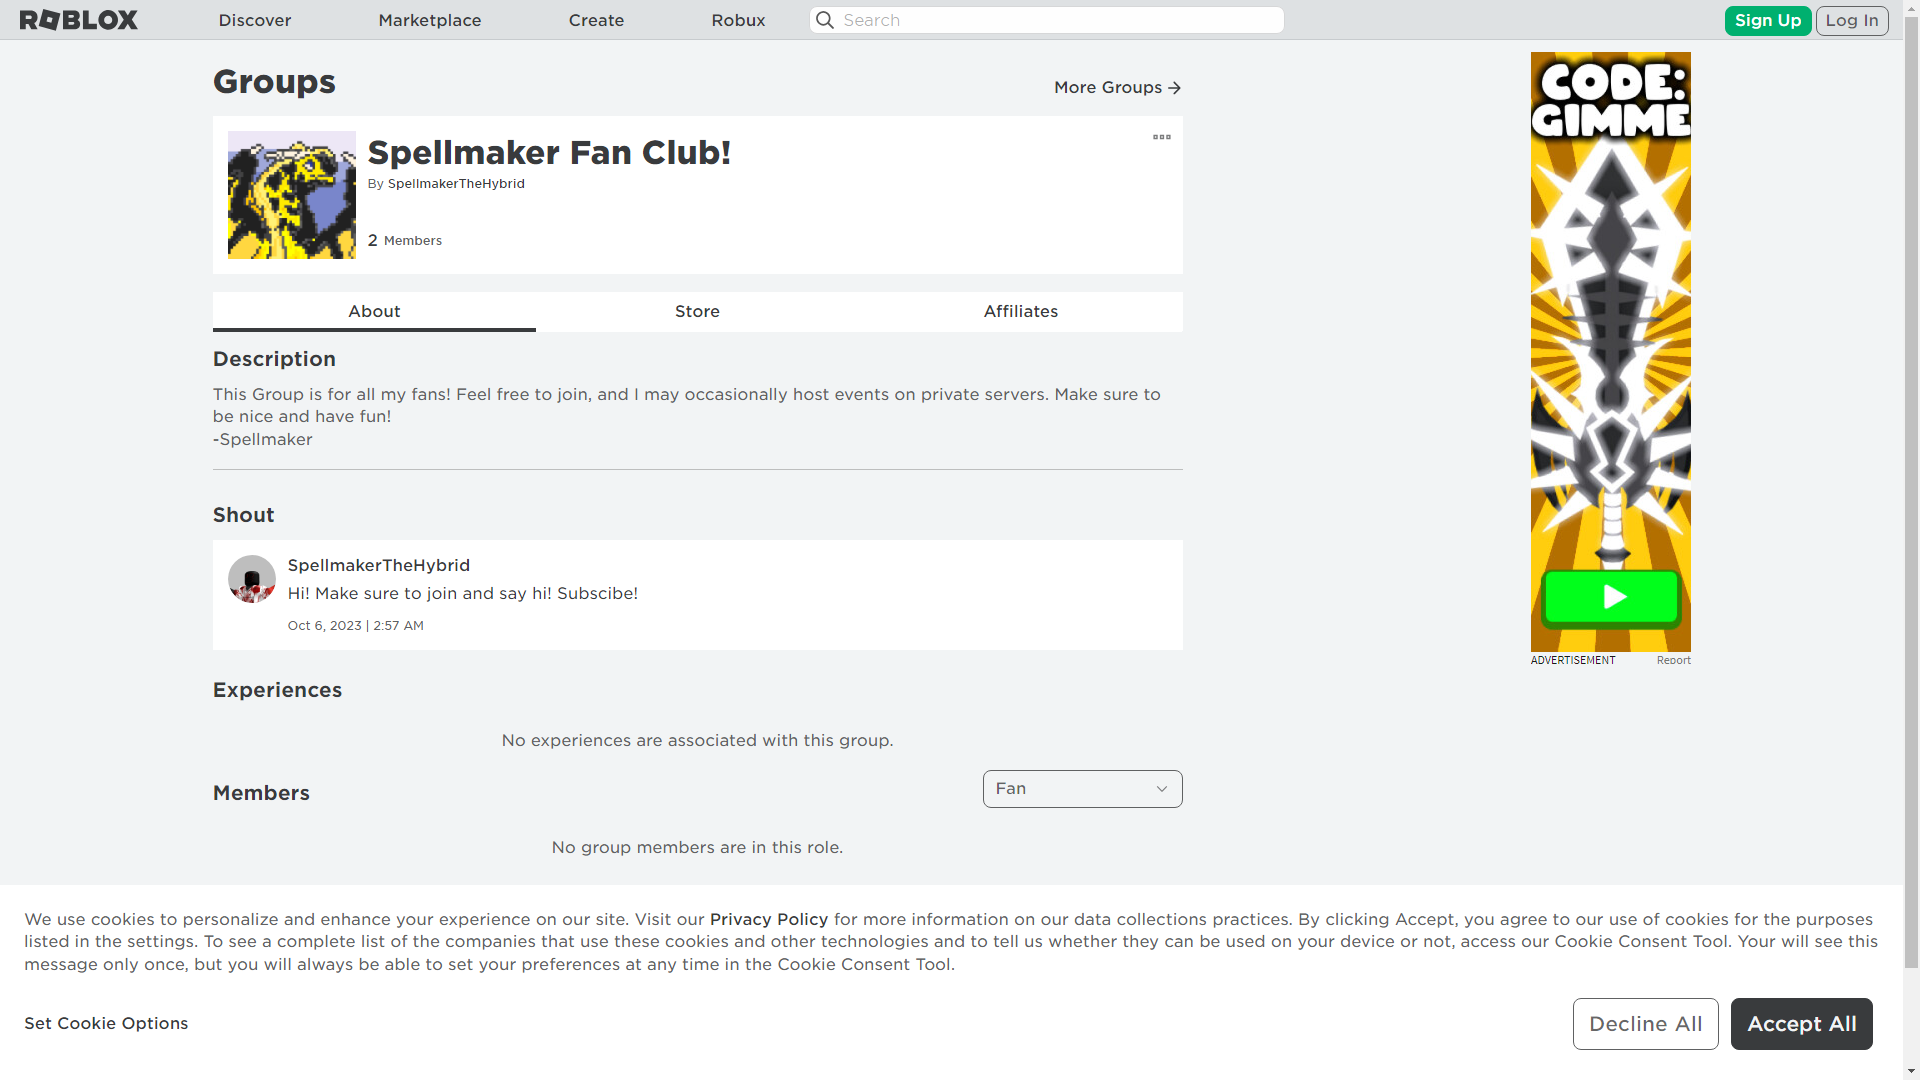 ROBLOX
Discover
Marketplace
Create
Robux
Search
Sign Up
Log In
Groups
More Groups
Spellmaker Fan Club!
By SpellmakerTheHybrid
2 Members
About
Store
Affiliates
Description
This Group is for all my fans! Feel free to join, and I may occasionally host events on private servers. Make sure to
be nice and have fun!
-Spellmaker
Shout
SpellmakerTheHybrid
Hi! Make sure to join and say hi! Subscibe!
Oct 6, 2023 | 2:57 AM
Experiences
No experiences are associated with this group.
Members
Fan
No group members are in this role.
CODE:
GIMME
ADVERTISEMENT
Report
We use cookies to personalize and enhance your experience on our site. Visit our Privacy Policy for more information on our data collections practices. By clicking Accept, you agree to our use of cookies for the purposes
listed in the settings. To see a complete list of the companies that use these cookies and other technologies and to tell us whether they can be used on your device or not, access our Cookie Consent Tool. Your will see this
message only once, but you will always be able to set your preferences at any time in the Cookie Consent Tool.
Set Cookie Options
Decline All
Accept All